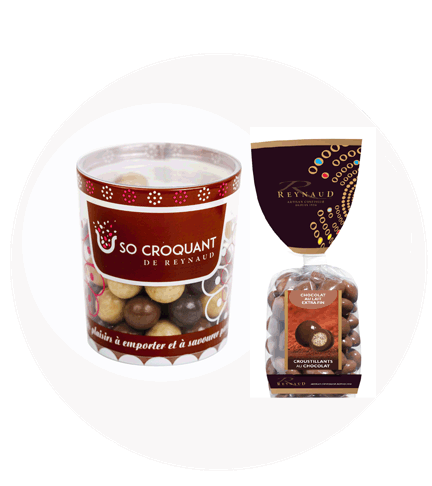 SO CROQUANT
DE REYNAUD
plaisirs à emporter et à savourer
R
REYNAUD
CHOCOLAT
AU LAIT
EXTRA FIN
CROUSTILLANTS
AU CHOCOLAT
REYNAUD